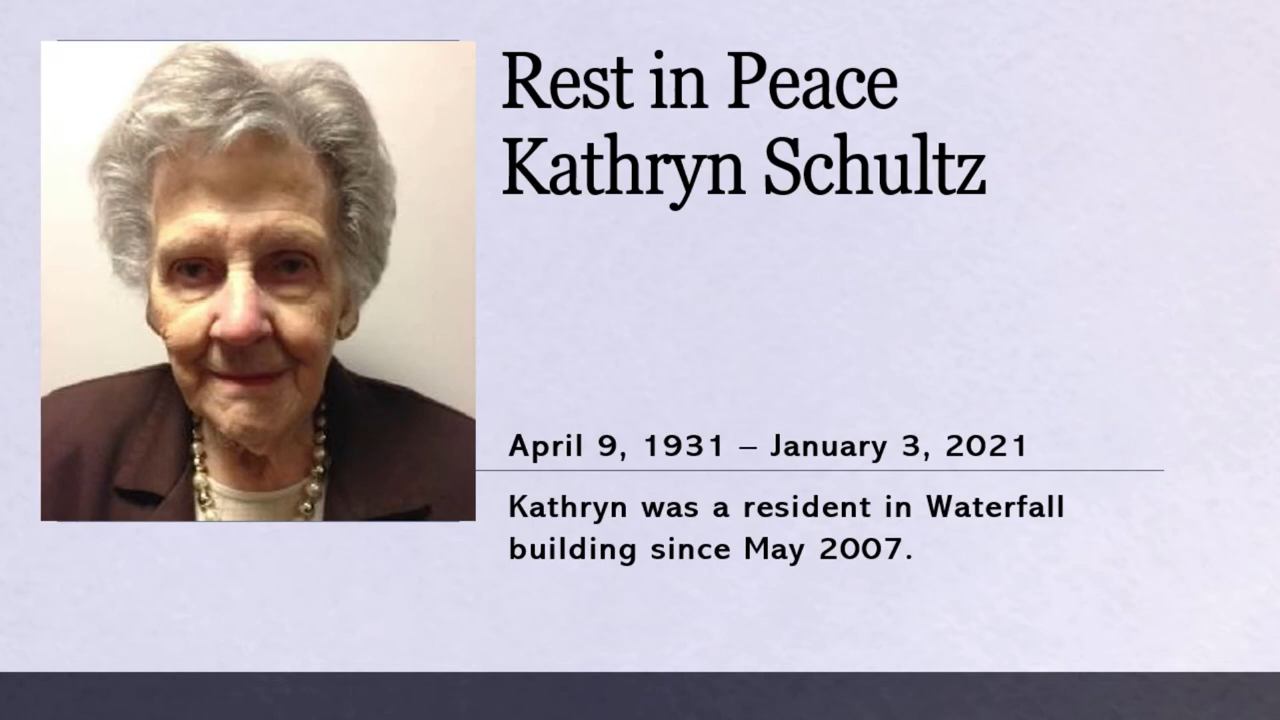 Rest in Peace
Kathryn Schultz
April 9, 1931 – January 3, 2021
Kathryn was a resident in Waterfall
building since May 2007.